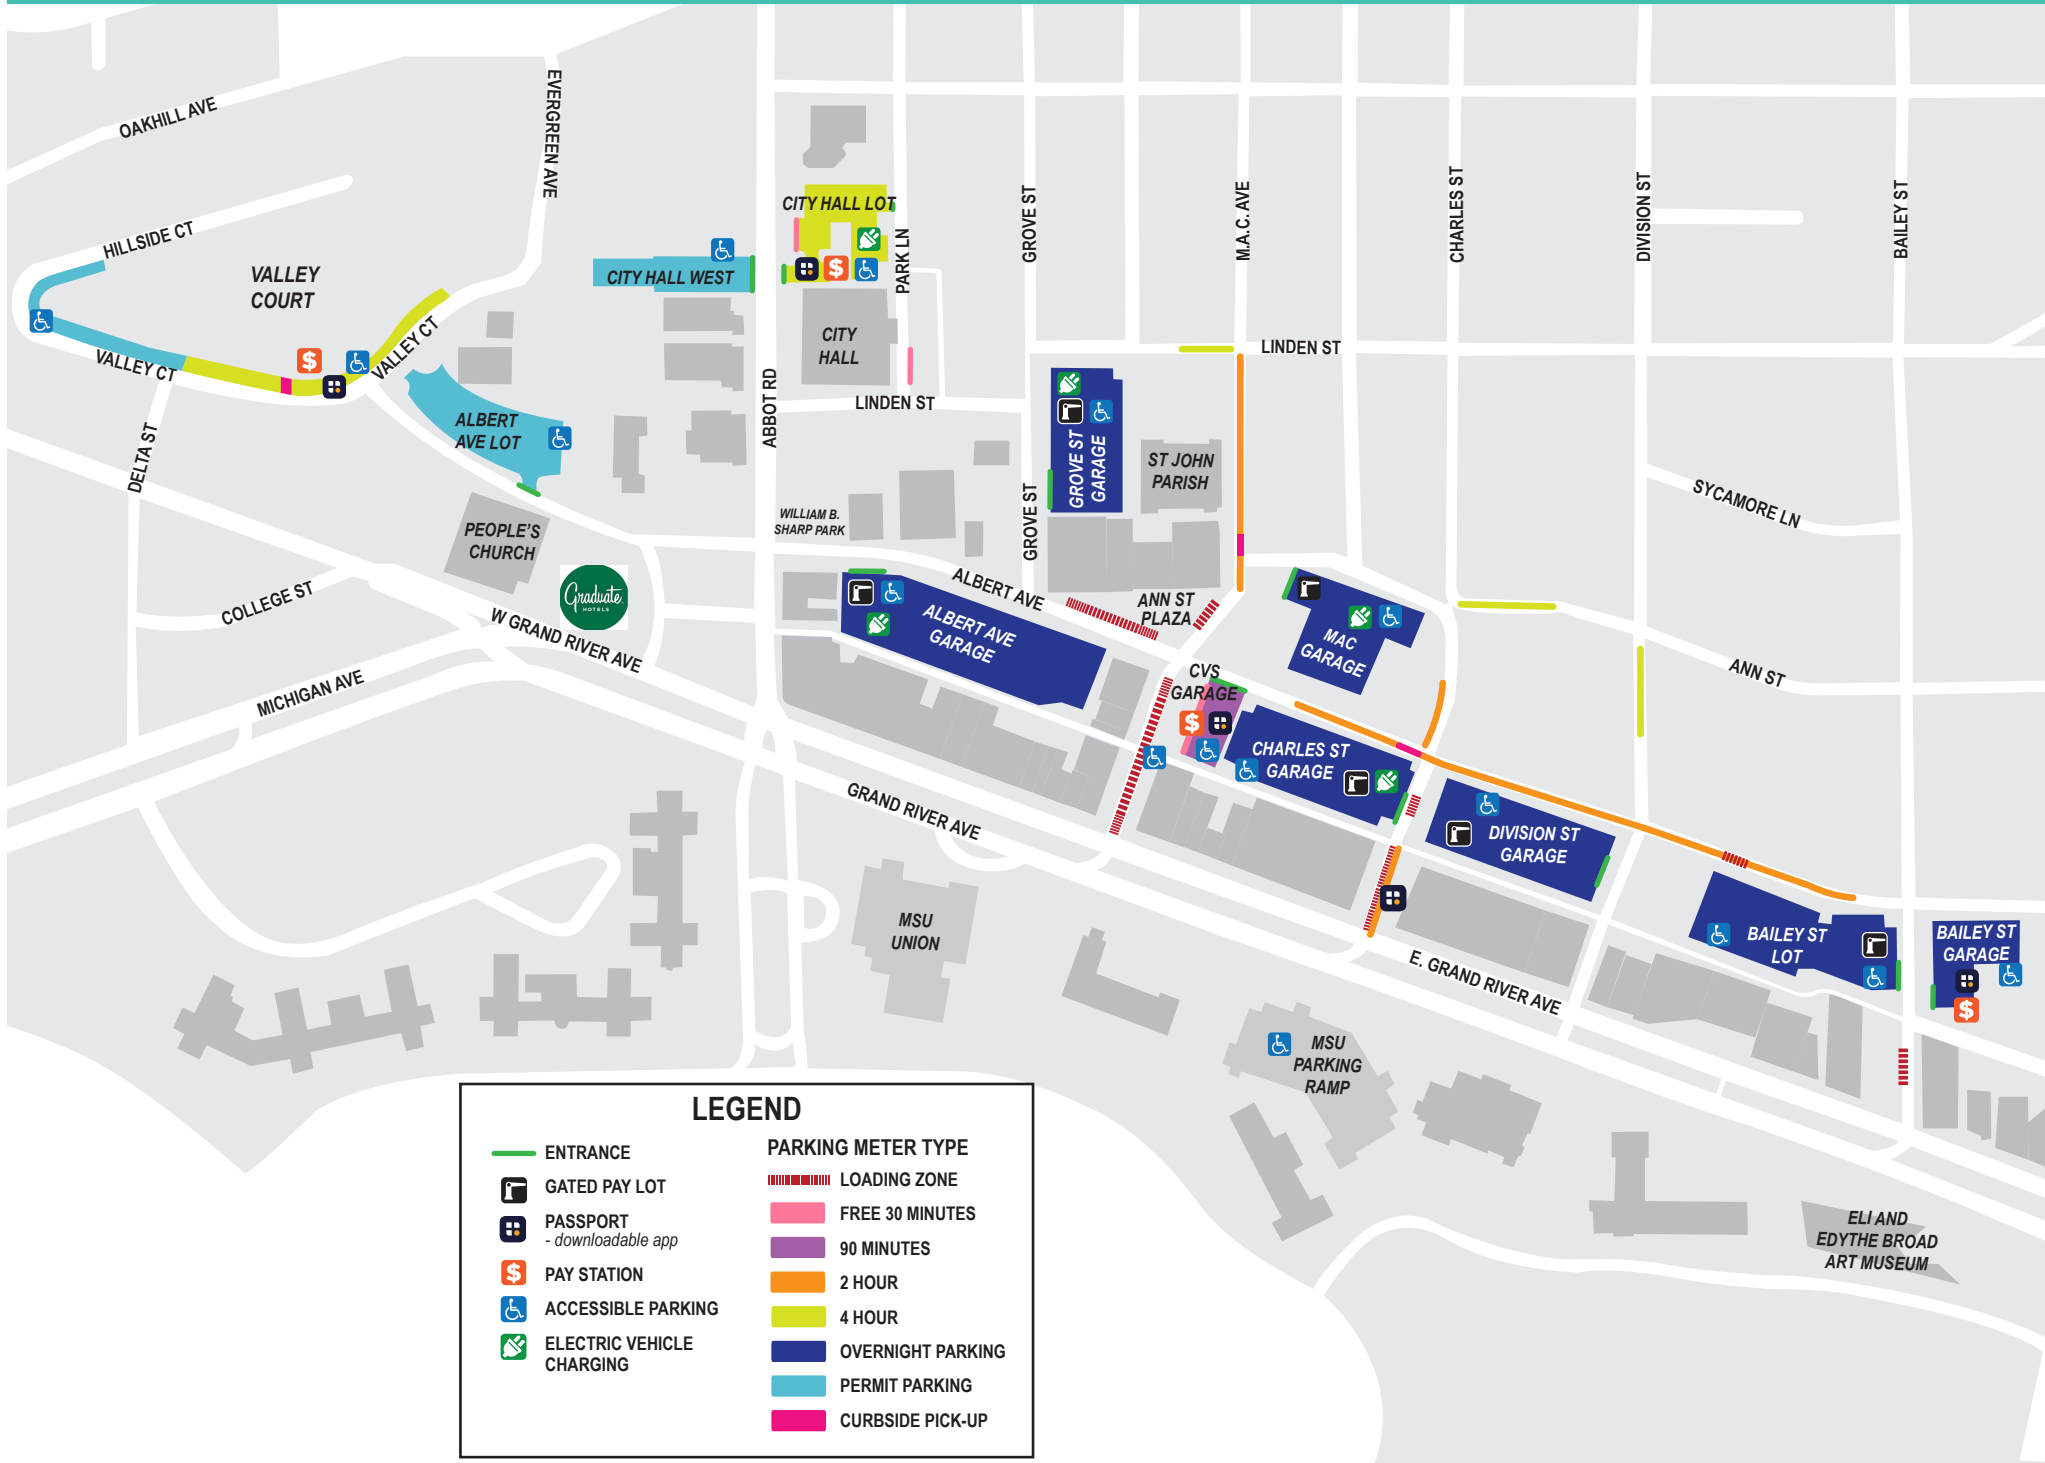 OAKHILL AVE
EVERGREEN AVE
HILLSIDE CT
VALLEY
COURT
VALLEY CT
VALLEY CT
DELTA ST
COLLEGE ST
MICHIGAN AVE
W GRAND RIVER AVE
ALBERT
AVE LOT
PEOPLE'S
CHURCH
Graduate.
HOTELS
CITY HALL WEST
ABBOT RD
CITY HALL LOT
PARK LN
CITY
HALL
LINDEN ST
WILLIAM B.
SHARP PARK
GROVE ST
GROVE ST
GROVE ST
GARAGE
ST JOHN
PARISH
M.A.C. AVE
LINDEN ST
CHARLES ST
DIVISION ST
BAILEY ST
SYCAMORE LN
ANN ST
ALBERT AVE
ANN ST
PLAZA
ALBERT AVE
GARAGE
MAC
GARAGE
CVS
GARAGE
CHARLES ST
GARAGE
DIVISION ST
GARAGE
BAILEY ST
LOT
BAILEY ST
GARAGE
GRAND RIVER AVE
E. GRAND RIVER AVE
MSU
UNION
MSU
PARKING
RAMP
ELI AND
EDYTHE BROAD
ART MUSEUM
LEGEND
ENTRANCE
GATED PAY LOT
PASSPORT
- downloadable app
$ PAY STATION
ACCESSIBLE PARKING
ELECTRIC VEHICLE
CHARGING
PARKING METER TYPE
LOADING ZONE
FREE 30 MINUTES
90 MINUTES
2 HOUR
4 HOUR
OVERNIGHT PARKING
PERMIT PARKING
CURBSIDE PICK-UP
$
$
$
$